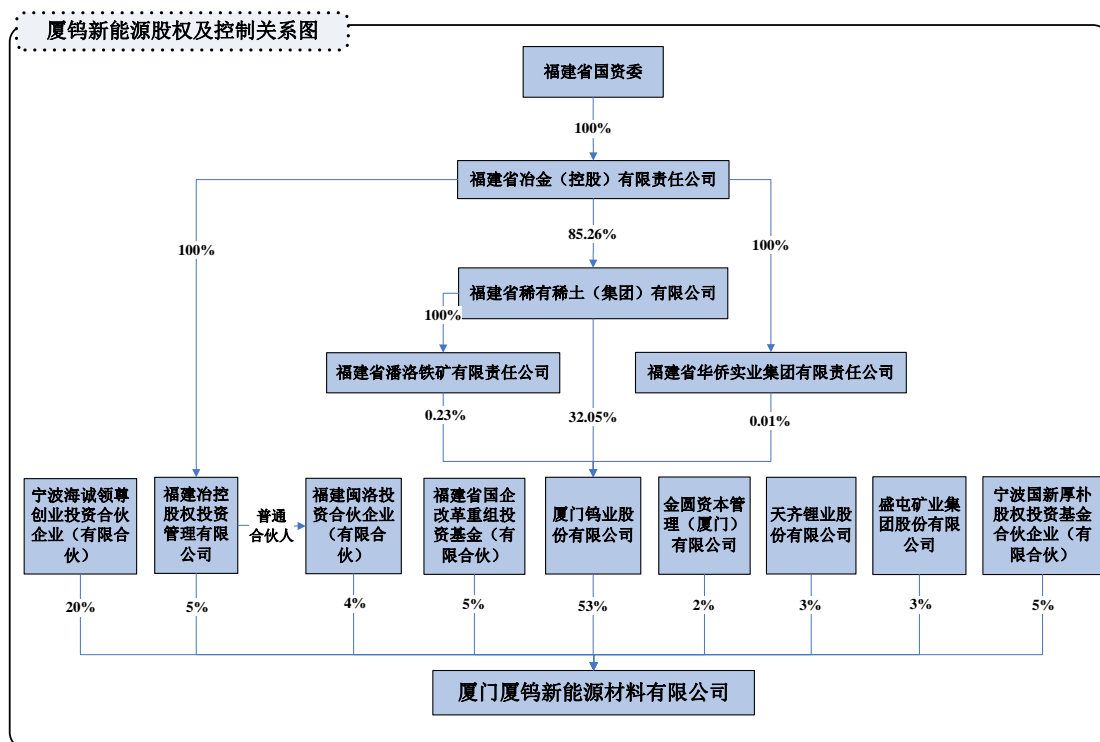 厦钨新能源股权及控制关系图
福建省国资委
100%
福建省冶金（控股）有限责任公司
100%
85.26%
100%
福建省稀有稀土（集团）有限公司
100%
福建省潘洛铁矿有限责任公司
福建省华侨实业集团有限责任公司
0.23%
32.05%
0.01%
宁波海诚领尊
创业投资合伙
企业（有限合
伙）
福建冶控
股权投资
管理有限
公司
普通
合伙人
福建闽洛投
资合伙企业
（有限合
伙）
福建省国企
改革重组投
资基金（有
限合伙）
厦门钨业股
份有限公司
金圆资本管
理（厦门）
有限公司
天齐锂业股
份有限公司
盛屯矿业集
团股份有限
公司
宁波国新厚朴
股权投资基金
合伙企业（有
限合伙）
20%
5%
4%
5%
53%
2%
3%
3%
5%
厦门厦钨新能源材料有限公司